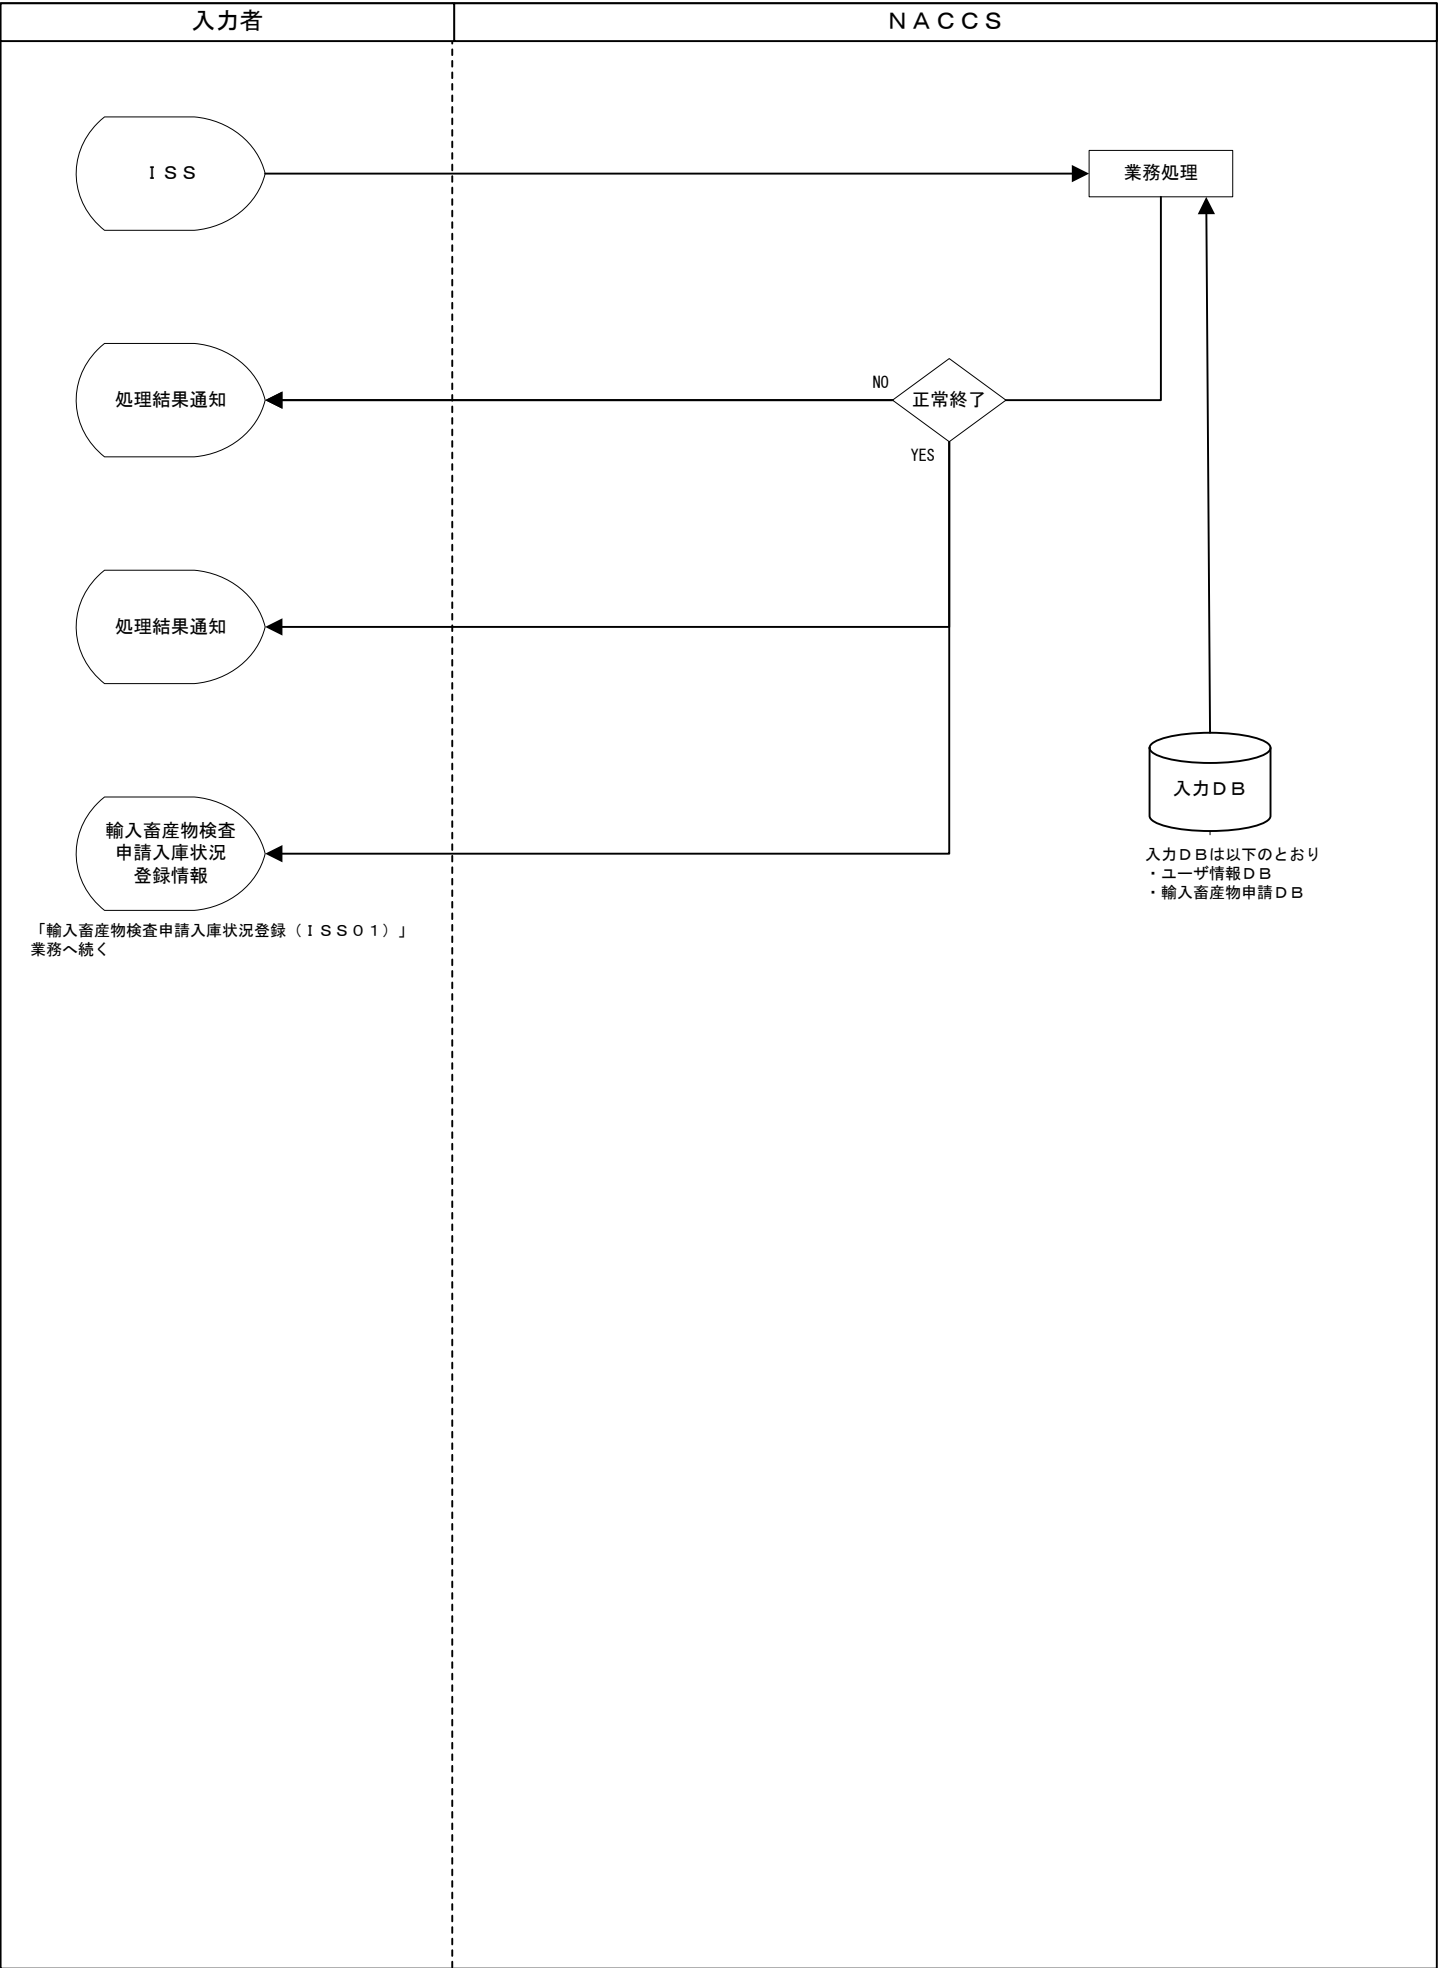 入力者
ＮＡＣＣＳ
ＩＳＳ
業務処理
処理結果通知
NO
正常終了
YES
処理結果通知
入力ＤＢ
輸入畜産物検査
申請入庫状況
登録情報
入力ＤＢは以下のとおり
・ユーザ情報ＤＢ
・輸入畜産物申請ＤＢ
「輸入畜産物検査申請入庫状況登録（ＩＳＳ０１）」
業務へ続く